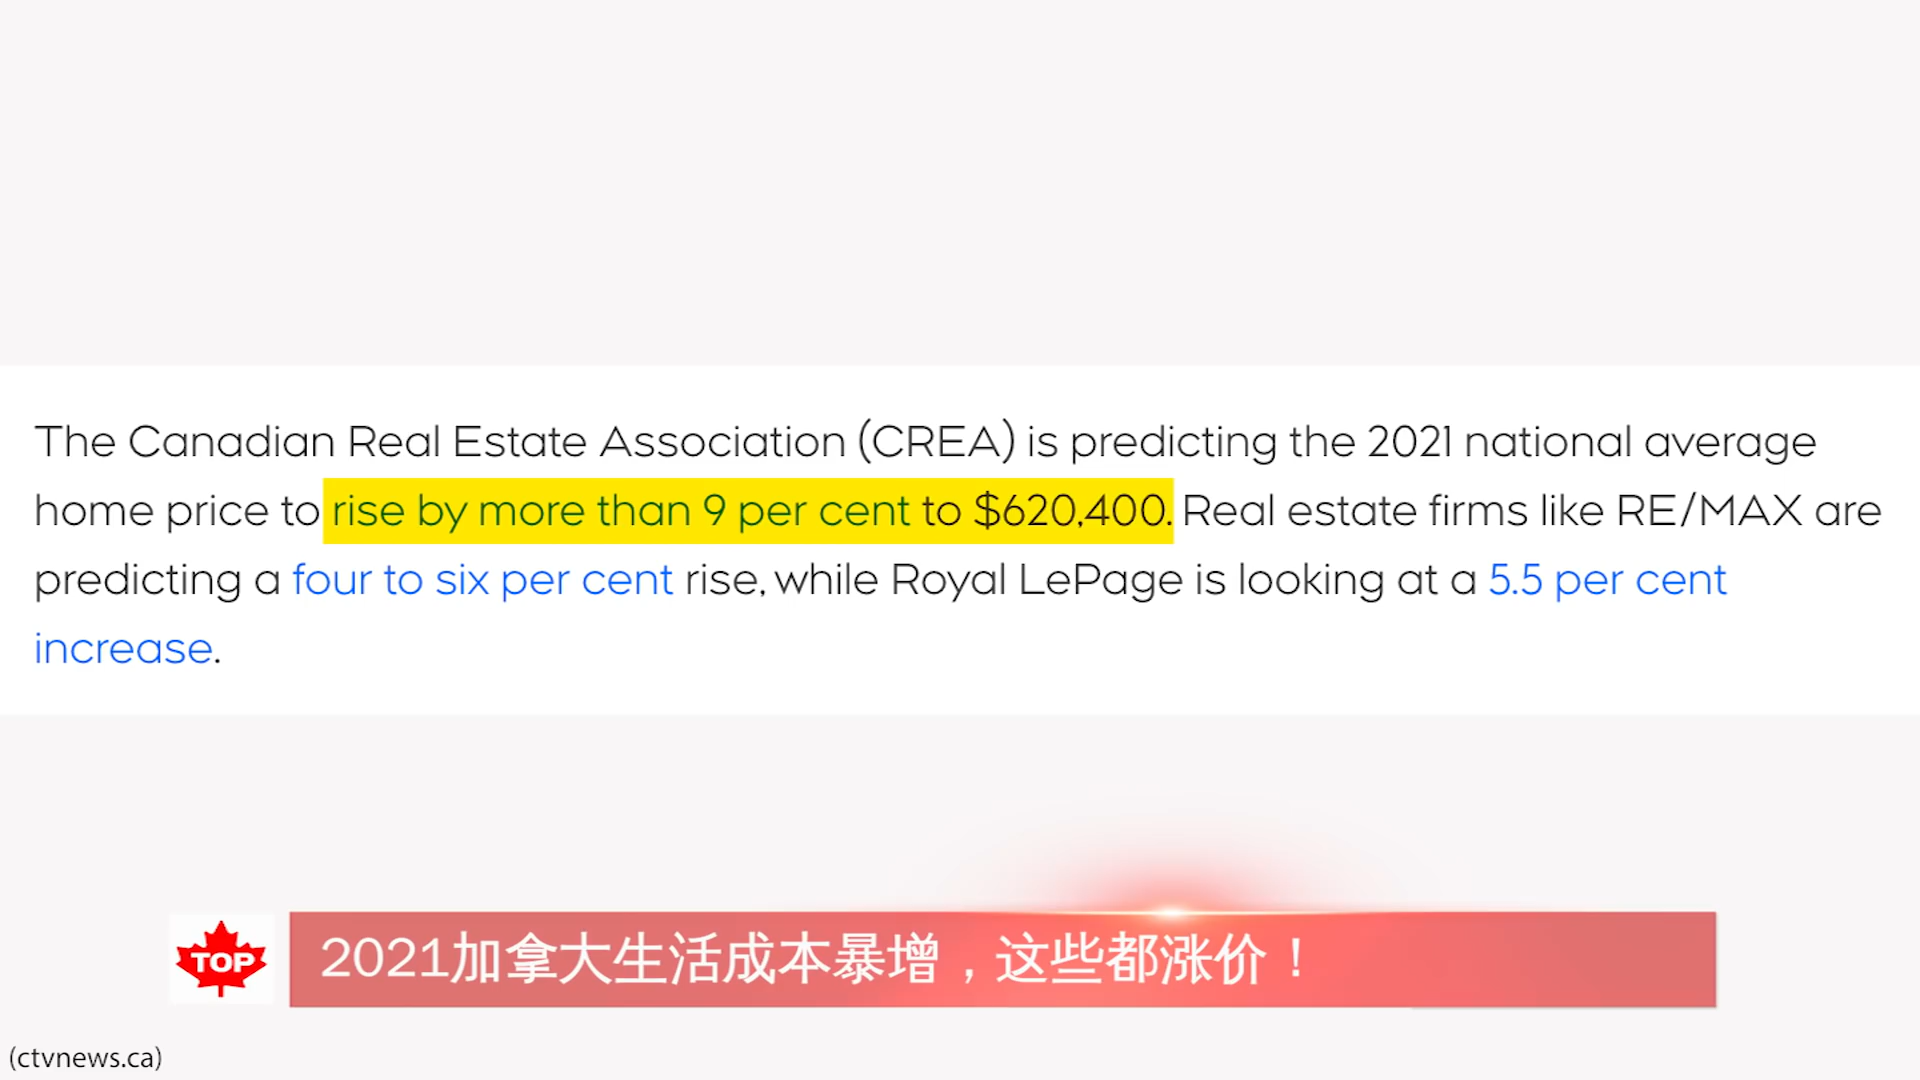 The Canadian Real Estate Association (CREA) is predicting the 2021 national average
home price to rise by more than 9 per cent to $620,400. Real estate firms like RE/MAX are
predicting a four to six per cent rise, while Royal LePage is looking at a 5.5 per cent
increase.
TOP
2021加拿大生活成本暴增，这些都涨价！
(ctvnews.ca)